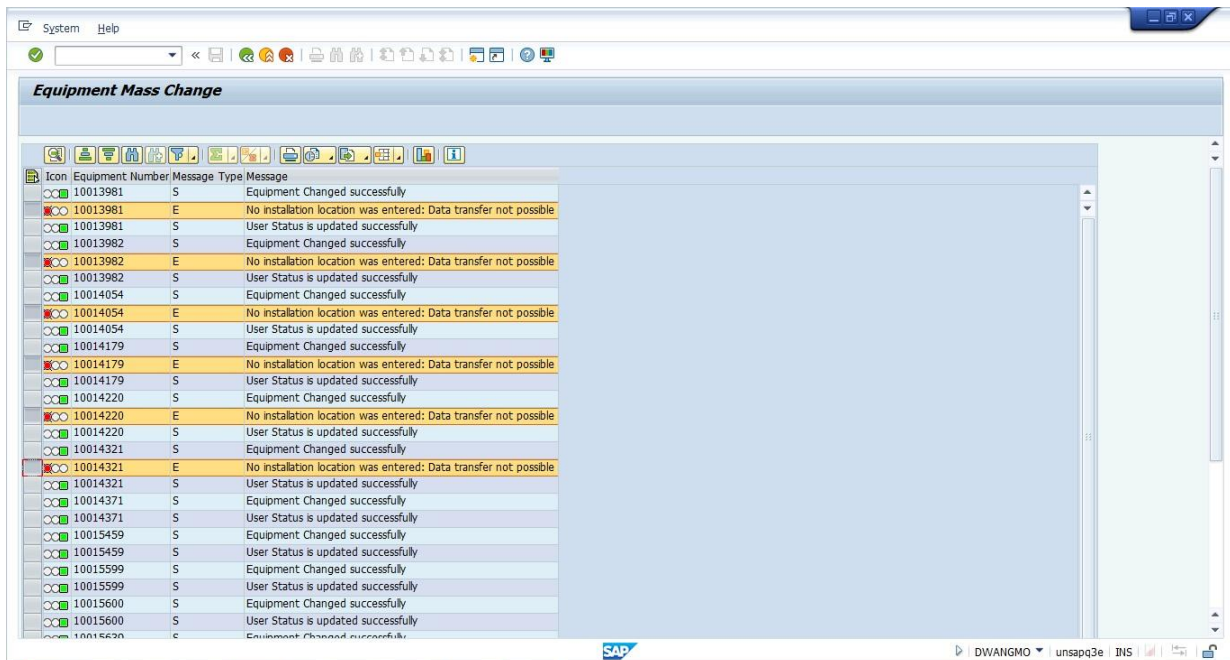 System Help
Equipment Mass Change
Icon Equipment Number Message Type Message
10013981 S Equipment Changed successfully
10013981 E No installation location was entered: Data transfer not possible
10013981 S User Status is updated successfully
10013982 S Equipment Changed successfully
10013982 E No installation location was entered: Data transfer not possible
10013982 S User Status is updated successfully
10014054 S Equipment Changed successfully
10014054 E No installation location was entered: Data transfer not possible
10014054 S User Status is updated successfully
10014179 S Equipment Changed successfully
10014179 E No installation location was entered: Data transfer not possible
10014179 S User Status is updated successfully
10014220 S Equipment Changed successfully
10014220 E No installation location was entered: Data transfer not possible
10014220 S User Status is updated successfully
10014321 S Equipment Changed successfully
10014321 E No installation location was entered: Data transfer not possible
10014321 S User Status is updated successfully
10014371 S Equipment Changed successfully
10014371 S User Status is updated successfully
10015459 S Equipment Changed successfully
10015459 S User Status is updated successfully
10015599 S Equipment Changed successfully
10015599 S User Status is updated successfully
10015600 S Equipment Changed successfully
10015600 S User Status is updated successfully
S Equipment Changed successfully
SAP DWANGMO unsapq3e INS